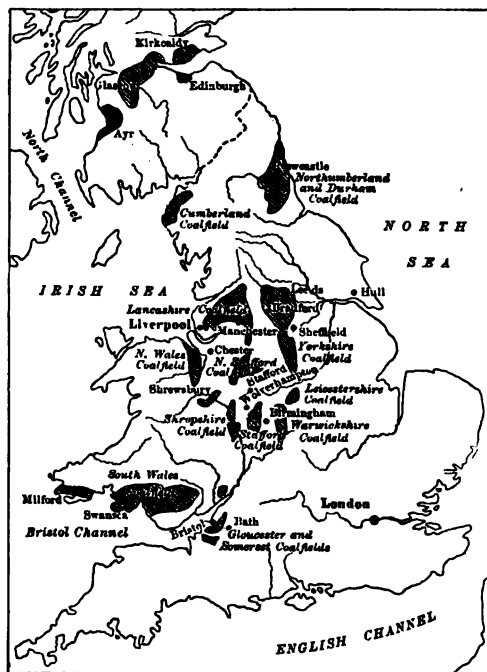 Kirkcaldy
Edinburgh
Ayr
North Channel
Newcastle
Northumberland
and Durham
Coalfield
Cumberland
Coalfield
NORTH
SEA
IRISH SEA
Leeds
Bradford
Hull
Lancashire Coalfield
Liverpool
Manchester
Sheffield
Yorkshire
Coalfield
Chester
N. Wales
Coalfield
N. Stafford
Stafford
Wolverhampton
Shrewsbury
Leicestershire
Coalfield
Shropshire
Coalfield
Birmingham
Stafford
Coalfield
Warwickshire
Coalfield
South Wales
Milford
Swansea
Bristol Channel
Bristol
Bath
Gloucester and
Somerset Coalfields
London
ENGLISH CHANNEL